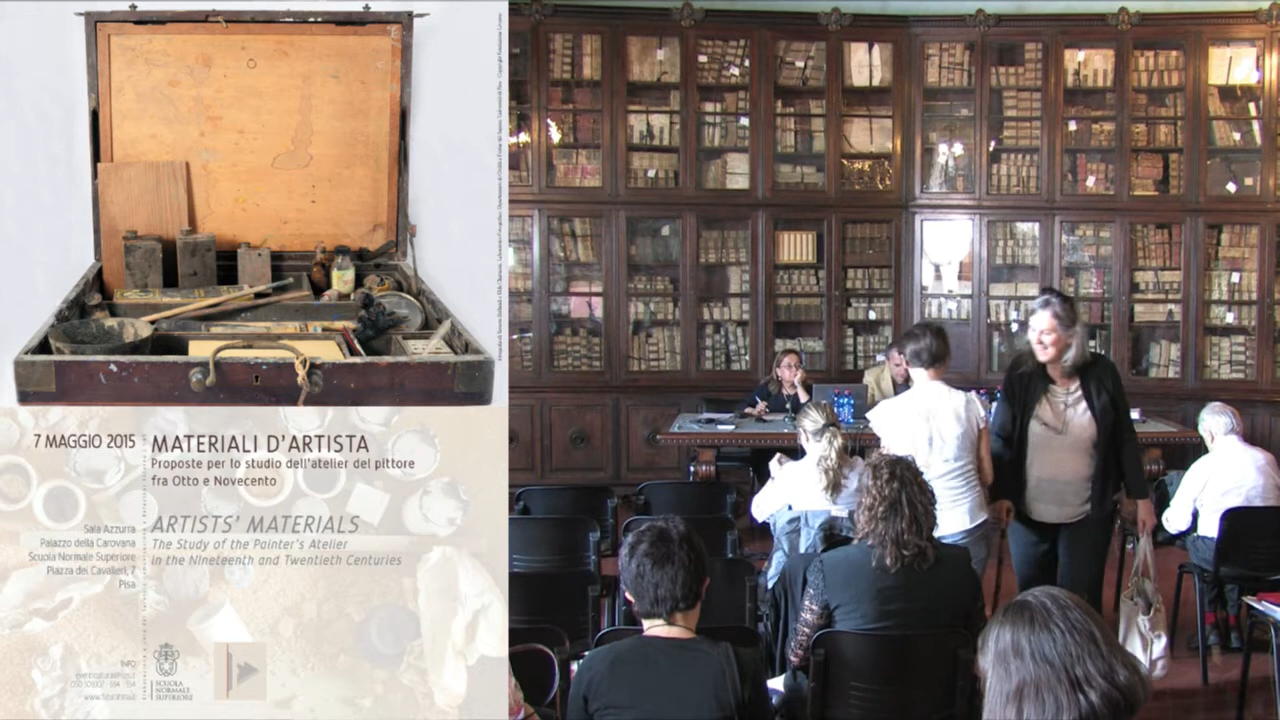 7 MAGGIO 2015
MATERIALI D'ARTISTA
Proposte per lo studio dell'atelier del pittore
fra Otto e Novecento
ARTISTS' MATERIALS
The Study of the Painter's Atelier
in the Nineteenth and Twentieth Centuries
Sala Azzurra
Palazzo della Carovana
Scuola Normale Superiore
Piazza dei Cavalieri, 7
Pisa
INFO
SCUOLA
NORMALE
SUPERIORE